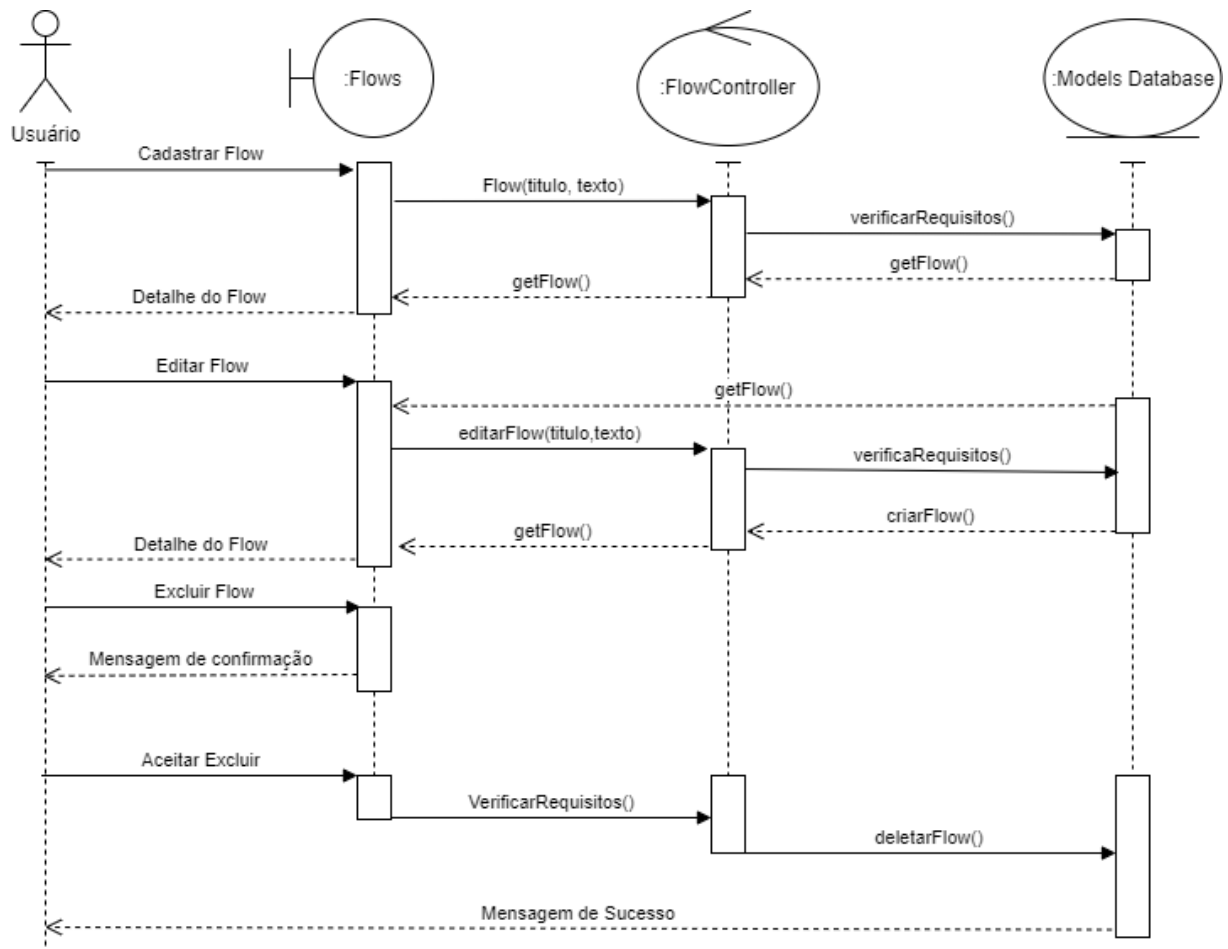 :Flows
:FlowController
:Models Database
Usuário
Cadastrar Flow
Flow(titulo, texto)
verificarRequisitos()
getFlow()
getFlow()
Detalhe do Flow
Editar Flow
getFlow()
editarFlow(titulo,texto)
verificaRequisitos()
criarFlow()
getFlow()
Detalhe do Flow
Excluir Flow
Mensagem de confirmação
Aceitar Excluir
VerificarRequisitos()
deletarFlow()
Mensagem de Sucesso